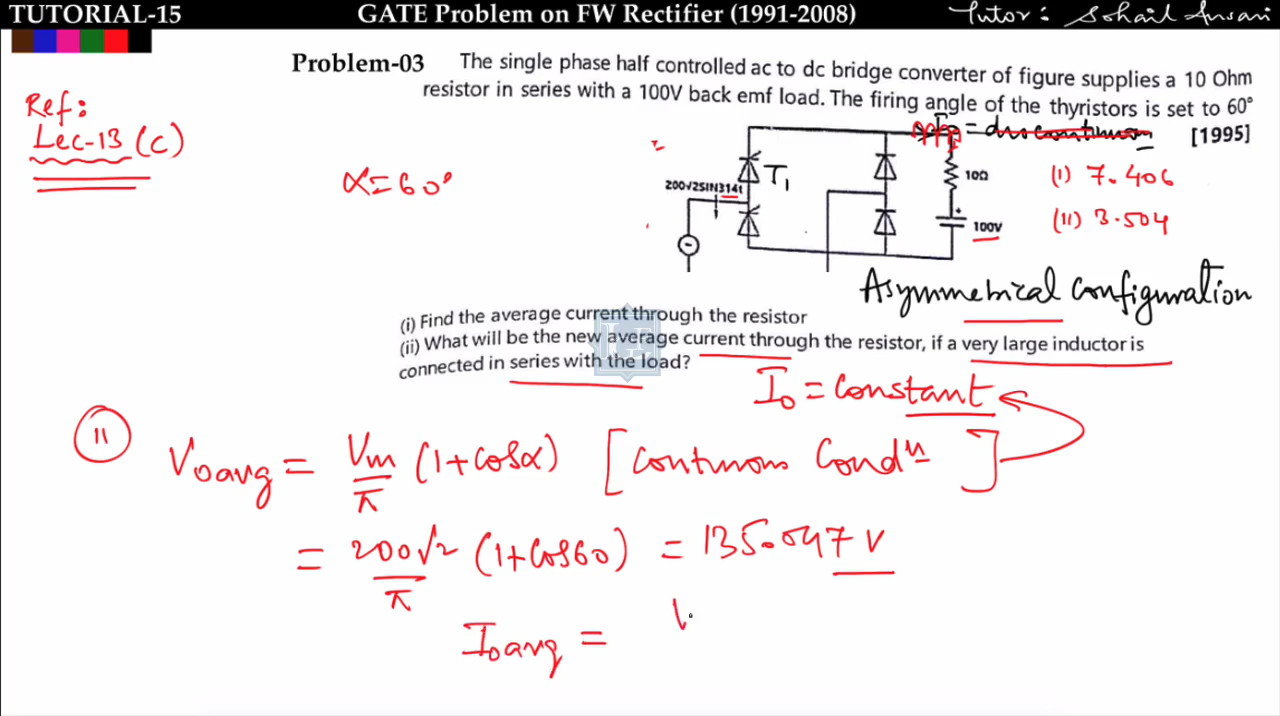 TUTORIAL-15 GATE Problem on FW Rectifier (1991-2008) Tutor: Sohail Ansari
Problem-03 The single phase half controlled ac to dc bridge converter of figure supplies a 10 Ohm
resistor in series with a 100V back emf load. The firing angle of the thyristors is set to 60°
[1995]
Ref:
Lec-13 (C)
α=60°
T1
200√2SIN314t
10Ω
+
100V
(I) 7.406
(II) 3.504
Asymmetrical Configuration
(i) Find the average current through the resistor
(ii) What will be the new average current through the resistor, if a very large inductor is
connected in series with the load?
I0 = Constant
II
Voavg = Vm/π (1+cosα) [Contnuous Condn]
= 200√2/π (1+cos60) = 135.047 V
Ioavg = V